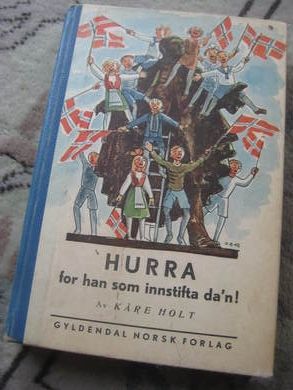 HURRA
for han som innstifta da'n!
Av KÅRE HOLT
GYLDENDAL NORSK FORLAG